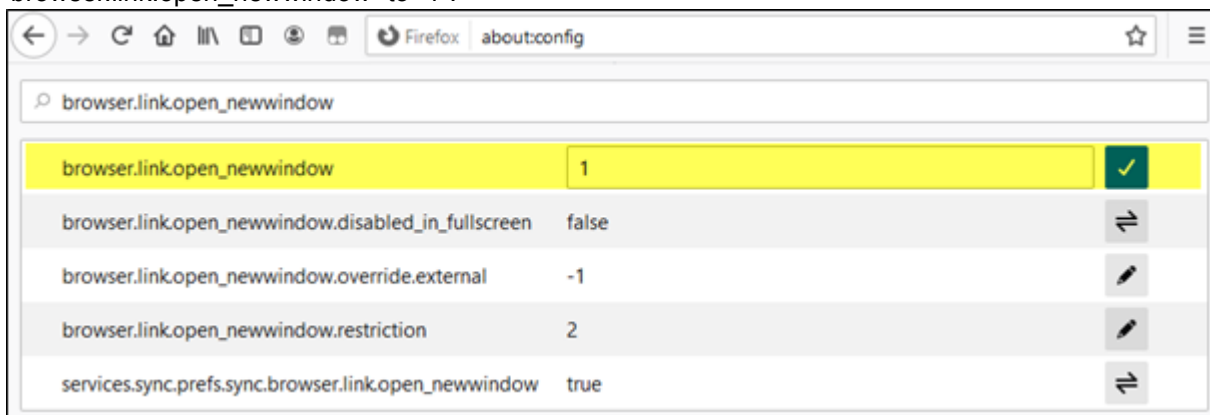 Firefox about:config
browser.link.open_newwindow
browser.link.open_newwindow 1
browser.link.open_newwindow.disabled_in_fullscreen false
browser.link.open_newwindow.override.external -1
browser.link.open_newwindow.restriction 2
services.sync.prefs.sync.browser.link.open_newwindow true